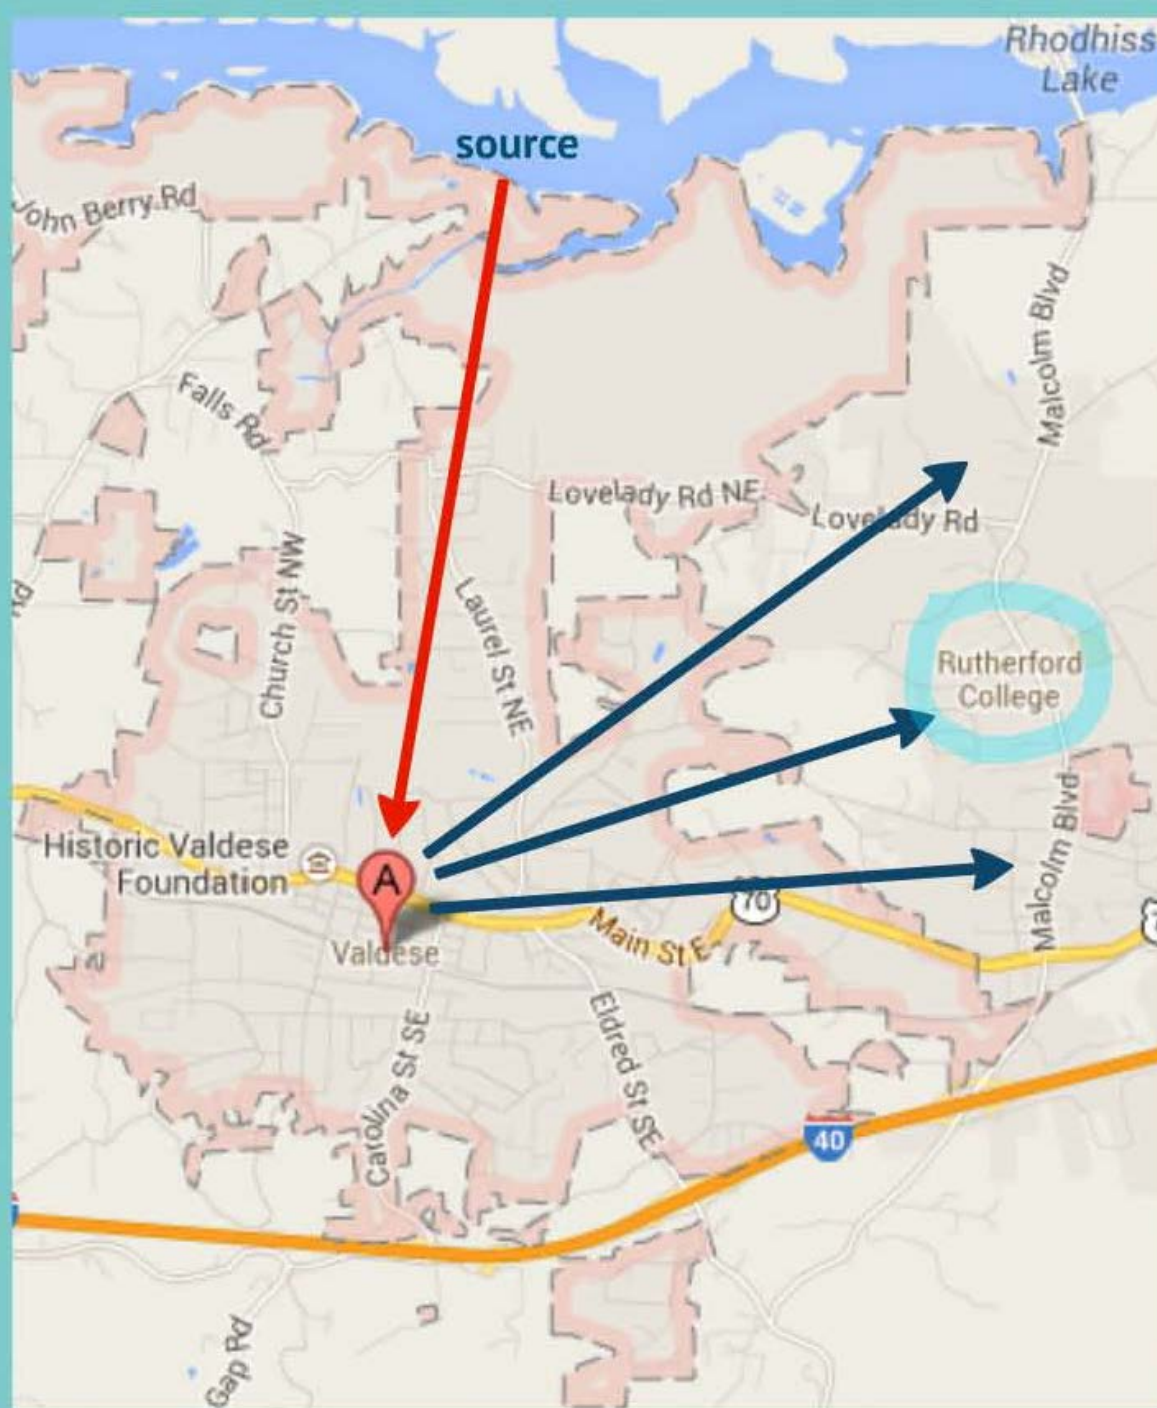 Rhodhiss
Lake
source
John Berry Rd
Malcolm Blvd
Falls Rd
Lovelady Rd NE
Lovelady Rd
Rd
Church St NW
Laurel St NE
Rutherford
College
Malcolm Blvd
Historic Valdese
Foundation
A
70
Valdese
Main St E
Eldred St SE
Carolina St SE
40
Gap Rd